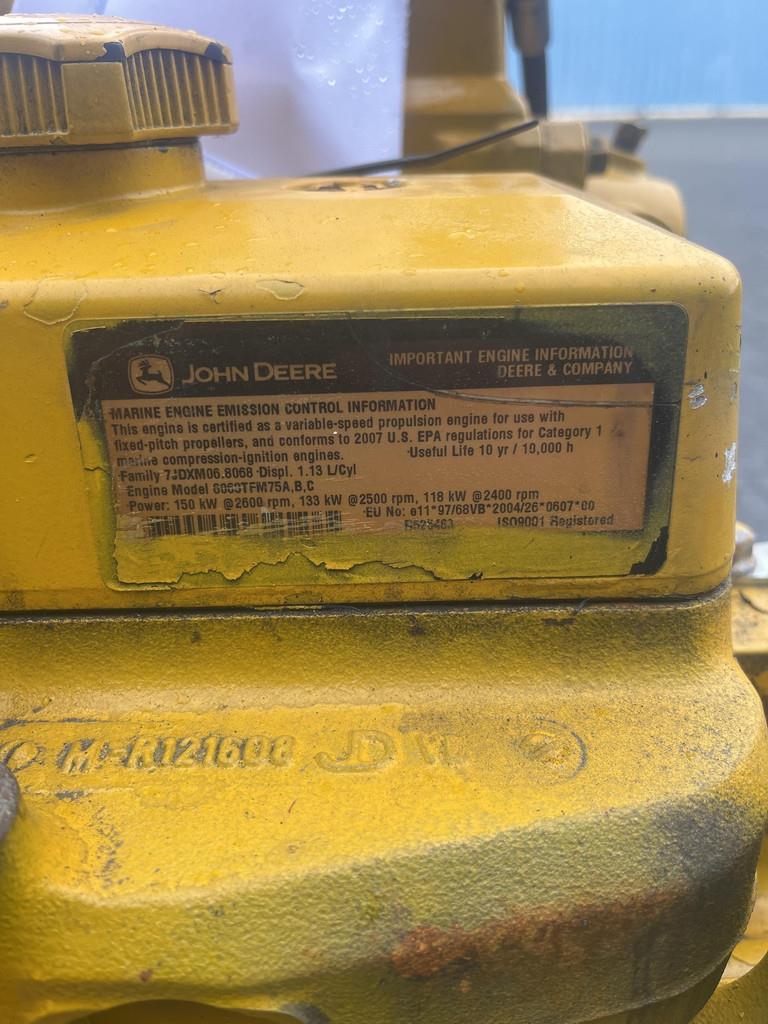 JOHN DEERE
IMPORTANT ENGINE INFORMATION
DEERE & COMPANY
MARINE ENGINE EMISSION CONTROL INFORMATION
This engine is certified as a variable-speed propulsion engine for use with
fixed-pitch propellers, and conforms to 2007 U.S. EPA regulations for Category 1
marine compression-ignition engines. Useful Life 10 yr / 10,000 h
Family 7JDXM06.8068 Displ. 1.13 L/Cyl
Engine Model 6068TFM75A,B,C
Power: 150 kW @2600 rpm, 133 kW @2500 rpm, 118 kW @2400 rpm
EU No: e11*97/68VB*2004/26*0607*00
ISO9001 Registered
JD